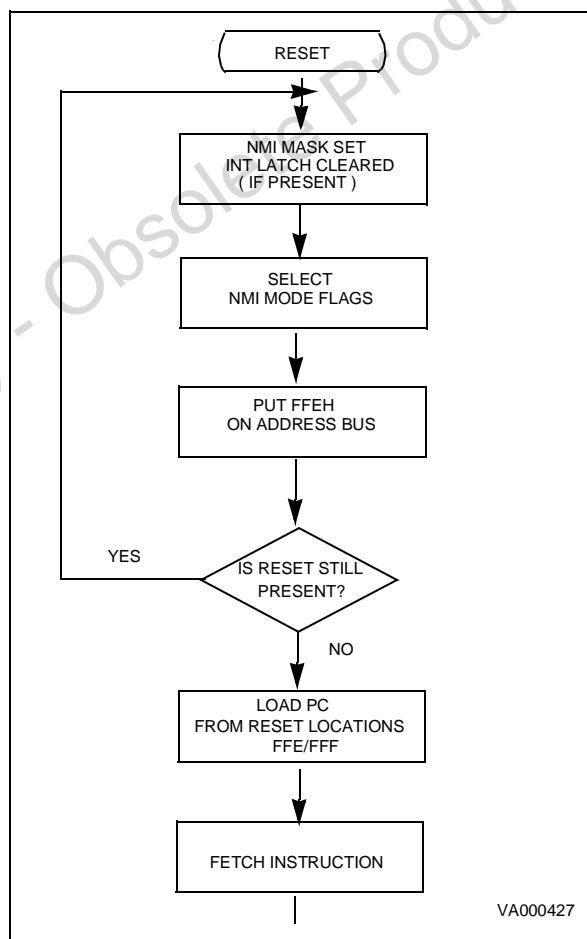 RESET
NMI MASK SET
INT LATCH CLEARED
( IF PRESENT )
SELECT
NMI MODE FLAGS
PUT FFEH
ON ADDRESS BUS
YES
IS RESET STILL
PRESENT?
NO
LOAD PC
FROM RESET LOCATIONS
FFE/FFF
FETCH INSTRUCTION
VA000427
- Obsolete